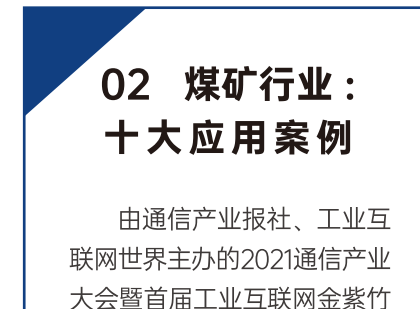 02 煤矿行业：
十大应用案例
由通信产业报社、工业互
联网世界主办的2021通信产业
大会暨首届工业互联网金紫竹